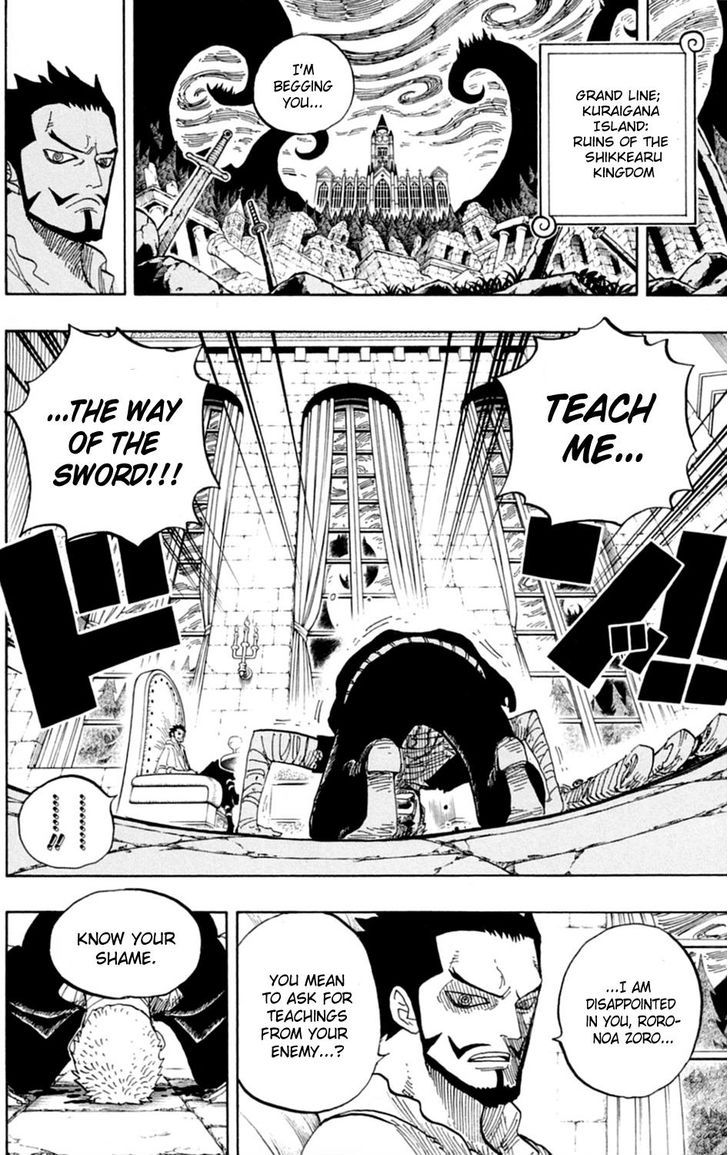 GRAND LINE;
KURAIGANA
ISLAND:
RUINS OF THE
SHIKKEARU
KINGDOM
I'M
BEGGING
YOU...
TEACH
ME...
...THE WAY
OF THE
SWORD!!!
ドン!!
...I AM
DISAPPOINTED
IN YOU, RORO-
NOA ZORO...
YOU MEAN
TO ASK FOR
TEACHINGS
FROM YOUR
ENEMY...?
KNOW YOUR
SHAME.